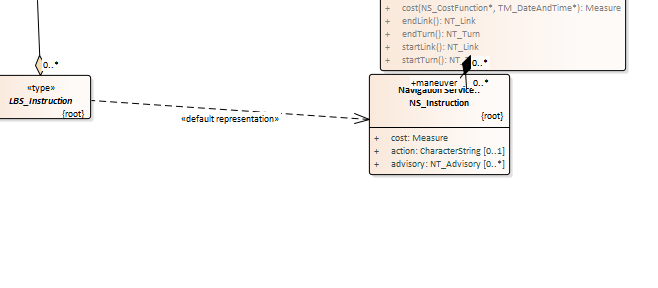 + cost(NS_CostFunction*, TM_DateAndTime*): Measure
+ endLink(): NT_Link
+ endTurn(): NT_Turn
+ startLink(): NT_Link
+ startTurn(): NT_
0..*
0..*
«type»
LBS_Instruction
{root}
«default representation»
+maneuver 0..*
Navigation Service..
NS_Instruction
{root}
+ cost: Measure
+ action: CharacterString [0..1]
+ advisory: NT_Advisory [0..*]